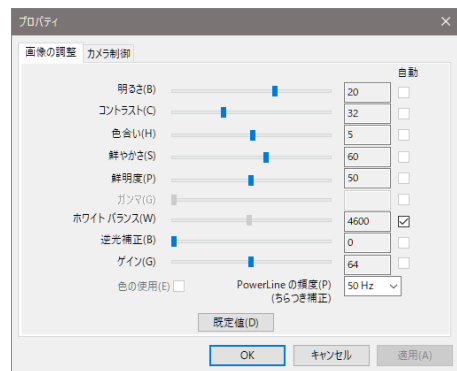 プロパティ
画像の調整 カメラ制御
自動
明るさ(B) 20
コントラスト(C) 32
色合い(H) 5
鮮やかさ(S) 60
鮮明度(P) 50
ガンマ(G)
ホワイト バランス(W) 4600
逆光補正(B) 0
ゲイン(G) 64
色の使用(E) PowerLine の頻度(P) 50 Hz
(ちらつき補正)
既定値(D)
OK キャンセル 適用(A)